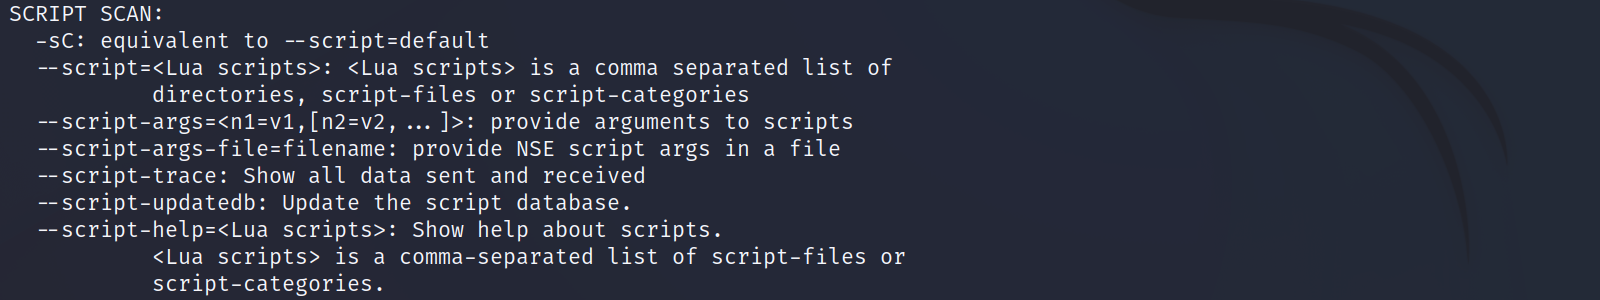 SCRIPT SCAN:
-sC: equivalent to --script=default
--script=<Lua scripts>: <Lua scripts> is a comma separated list of
directories, script-files or script-categories
--script-args=<n1=v1,[n2=v2,...]>: provide arguments to scripts
--script-args-file=filename: provide NSE script args in a file
--script-trace: Show all data sent and received
--script-updatedb: Update the script database.
--script-help=<Lua scripts>: Show help about scripts.
<Lua scripts> is a comma-separated list of script-files or
script-categories.